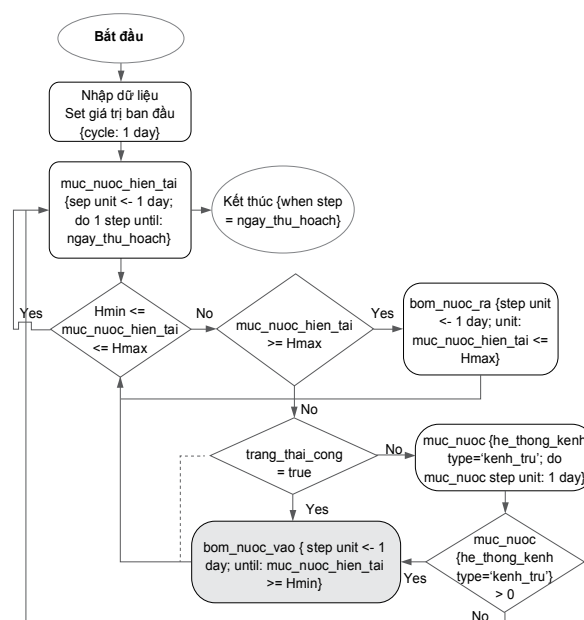 Bắt đầu
Nhập dữ liệu
Set giá trị ban đầu
{cycle: 1 day}
muc_nuoc_hien_tai
{sep unit <- 1 day;
do 1 step until:
ngay_thu_hoach}
Kết thúc {when step
= ngay_thu_hoach}
Yes
Hmin <=
muc_nuoc_hien_tai
<= Hmax
No
muc_nuoc_hien_tai
>= Hmax
Yes
bom_nuoc_ra {step unit
<- 1 day; unit:
muc_nuoc_hien_tai <=
Hmax}
No
trang_thai_cong
= true
No
muc_nuoc {he_thong_kenh
type=‘kenh_tru’; do
muc_nuoc step unit: 1 day}
Yes
bom_nuoc_vao { step unit <- 1
day; until: muc_nuoc_hien_tai
>= Hmin}
Yes
muc_nuoc
{he_thong_kenh
type=‘kenh_tru’}
> 0
No